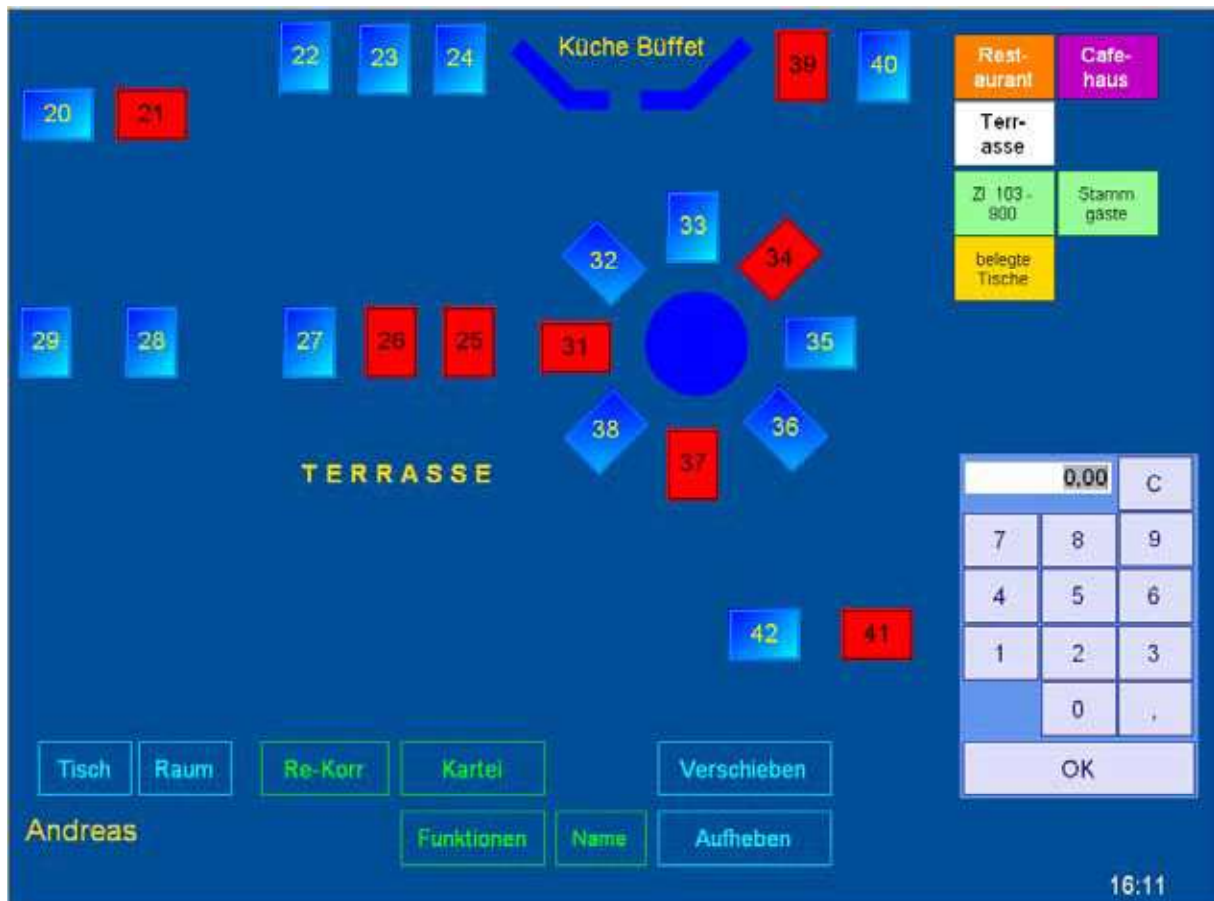 22
23
24
Küche Büffet
39
40
Rest-
aurant
Cafe-
haus
20
21
Terr-
asse
ZI 103 -
900
Stamm
gäste
33
32
34
belegte
Tische
29
28
27
26
25
31
35
38
36
37
TERRASSE
0,00
C
7
8
9
4
5
6
42
41
1
2
3
0
,
Tisch
Raum
Re-Korr
Kartei
Verschieben
OK
Andreas
Funktionen
Name
Aufheben
16:11